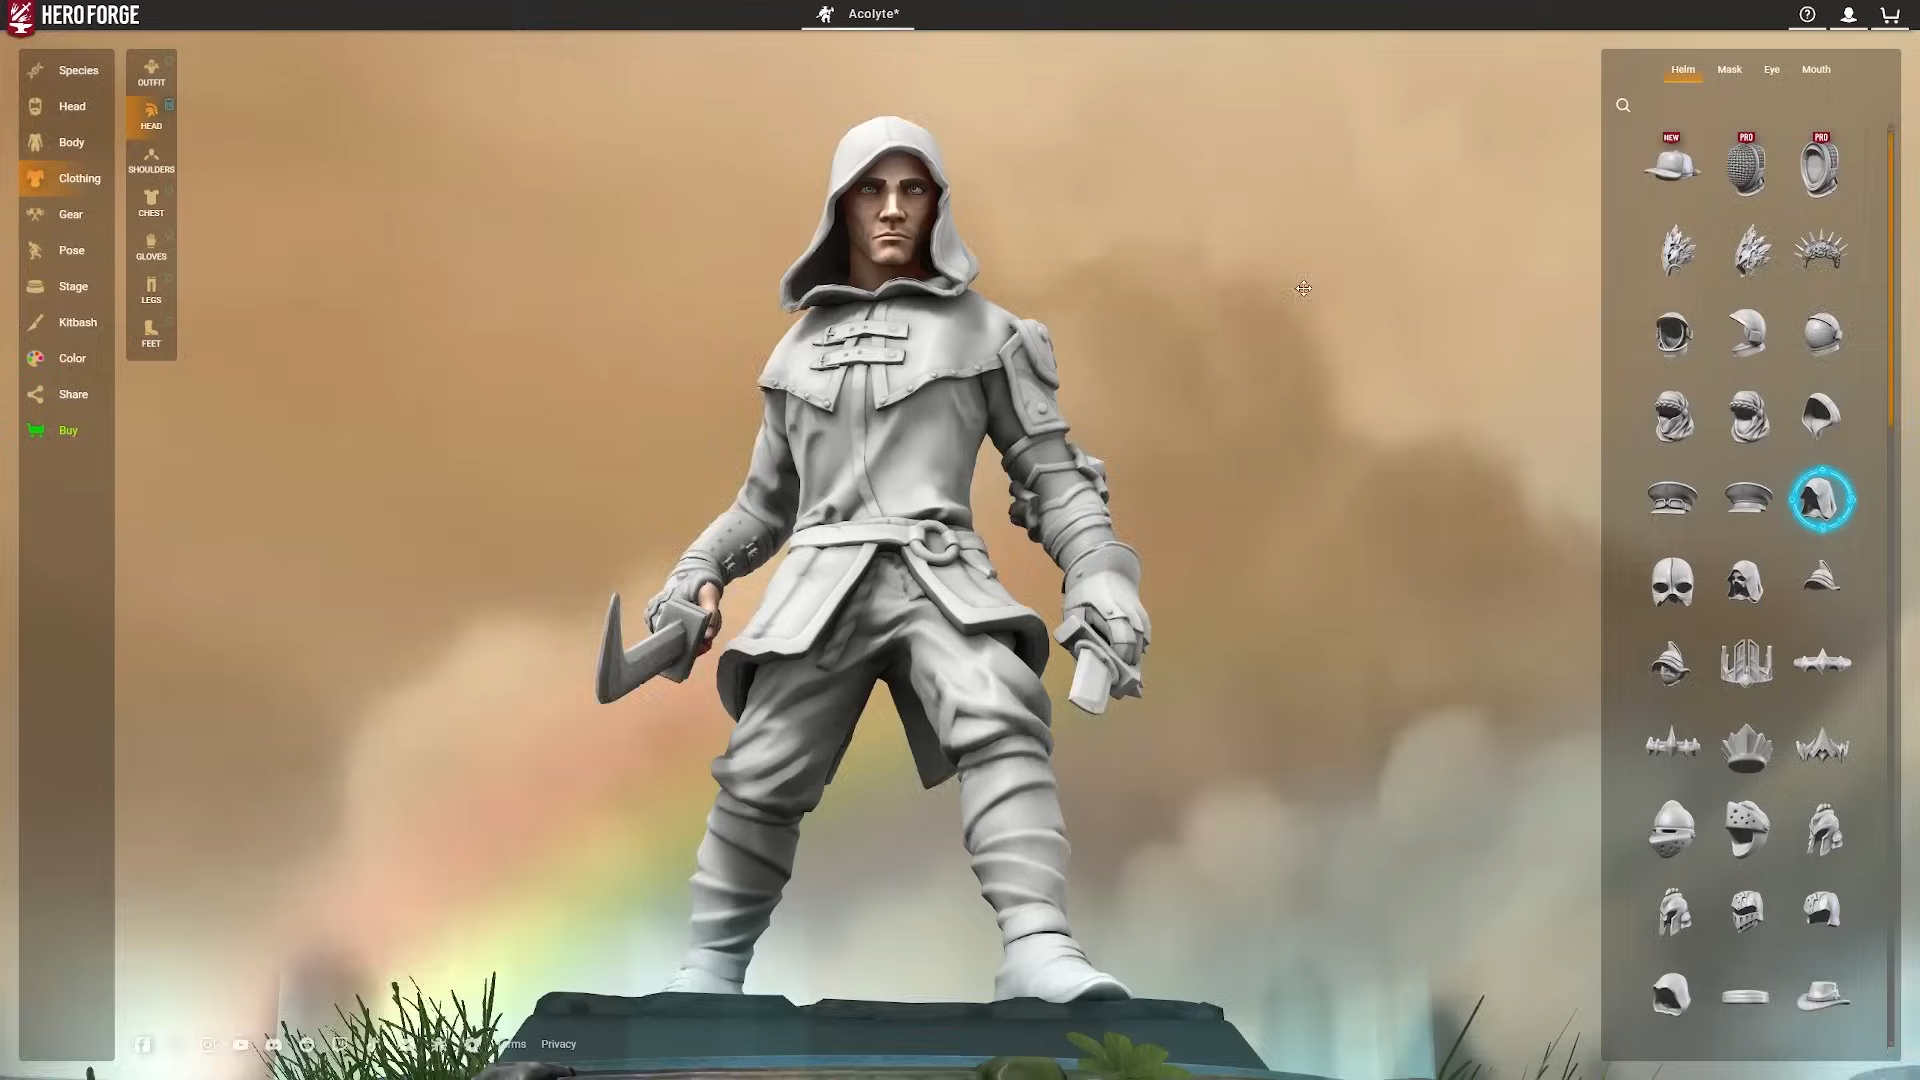 HERO FORGE
Acolyte*
Species
Head
Body
Clothing
Gear
Pose
Stage
Kitbash
Color
Share
Buy
OUTFIT
HEAD
SHOULDERS
CHEST
GLOVES
LEGS
FEET
Helm Mask Eye Mouth
NEW PRO PRO
Privacy